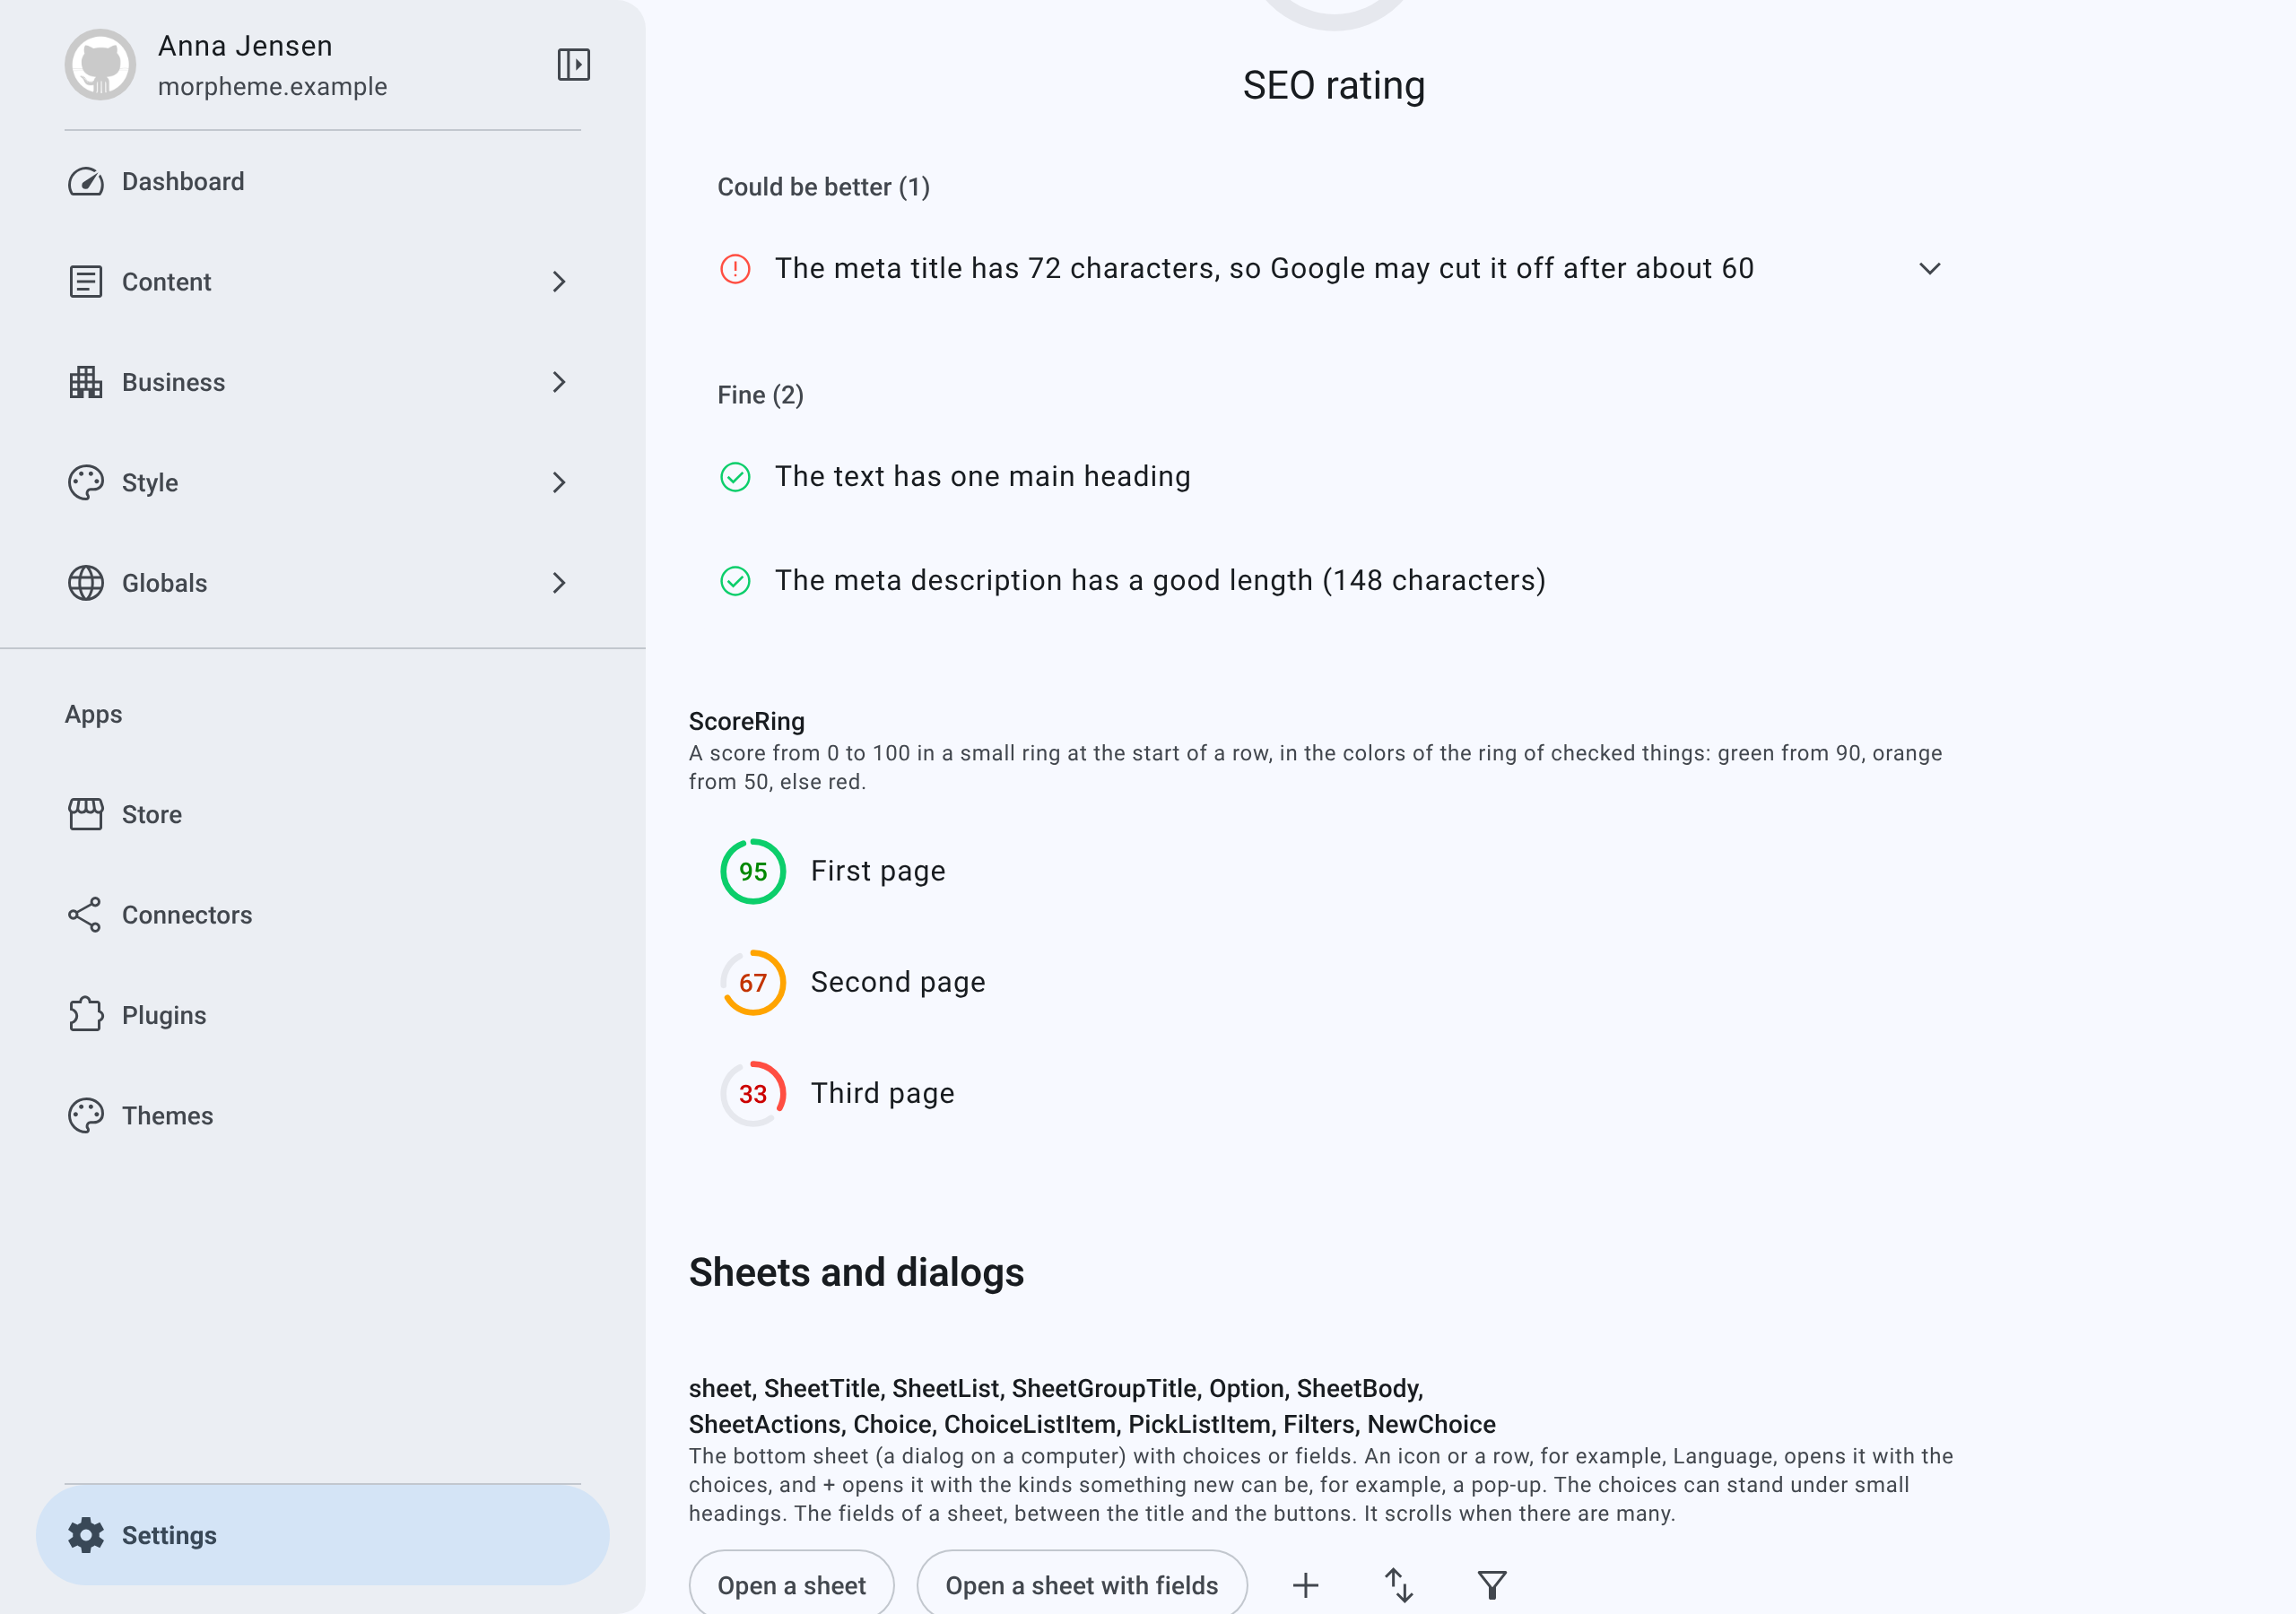 Anna Jensen
morpheme.example
Dashboard
Content
Business
Style
Globals
Apps
Store
Connectors
Plugins
Themes
Settings
SEO rating
Could be better (1)
The meta title has 72 characters, so Google may cut it off after about 60
Fine (2)
The text has one main heading
The meta description has a good length (148 characters)
ScoreRing
A score from 0 to 100 in a small ring at the start of a row, in the colors of the ring of checked things: green from 90, orange
from 50, else red.
95 First page
67 Second page
33 Third page
Sheets and dialogs
sheet, SheetTitle, SheetList, SheetGroupTitle, Option, SheetBody,
SheetActions, Choice, ChoiceListItem, PickListItem, Filters, NewChoice
The bottom sheet (a dialog on a computer) with choices or fields. An icon or a row, for example, Language, opens it with the
choices, and + opens it with the kinds something new can be, for example, a pop-up. The choices can stand under small
headings. The fields of a sheet, between the title and the buttons. It scrolls when there are many.
Open a sheet Open a sheet with fields